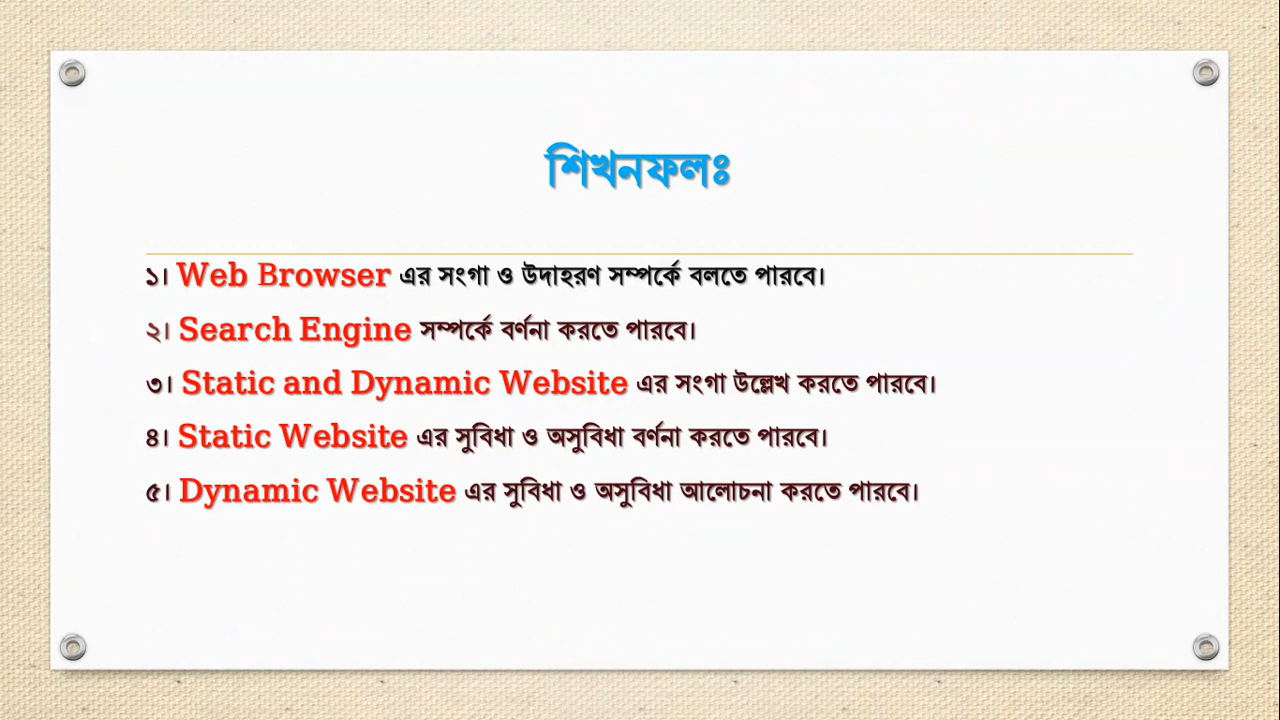 শিখনফলঃ
১। Web Browser এর সংগা ও উদাহরণ সম্পর্কে বলতে পারবে।
২। Search Engine সম্পর্কে বর্ণনা করতে পারবে।
৩। Static and Dynamic Website এর সংগা উল্লেখ করতে পারবে।
৪। Static Website এর সুবিধা ও অসুবিধা বর্ণনা করতে পারবে।
৫। Dynamic Website এর সুবিধা ও অসুবিধা আলোচনা করতে পারবে।